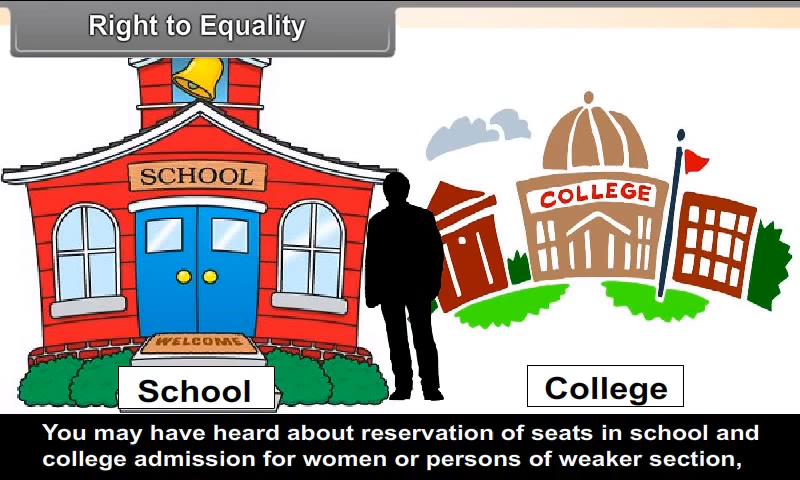 Right to Equality
SCHOOL
COLLEGE
WELCOME
School
College
You may have heard about reservation of seats in school and
college admission for women or persons of weaker section,